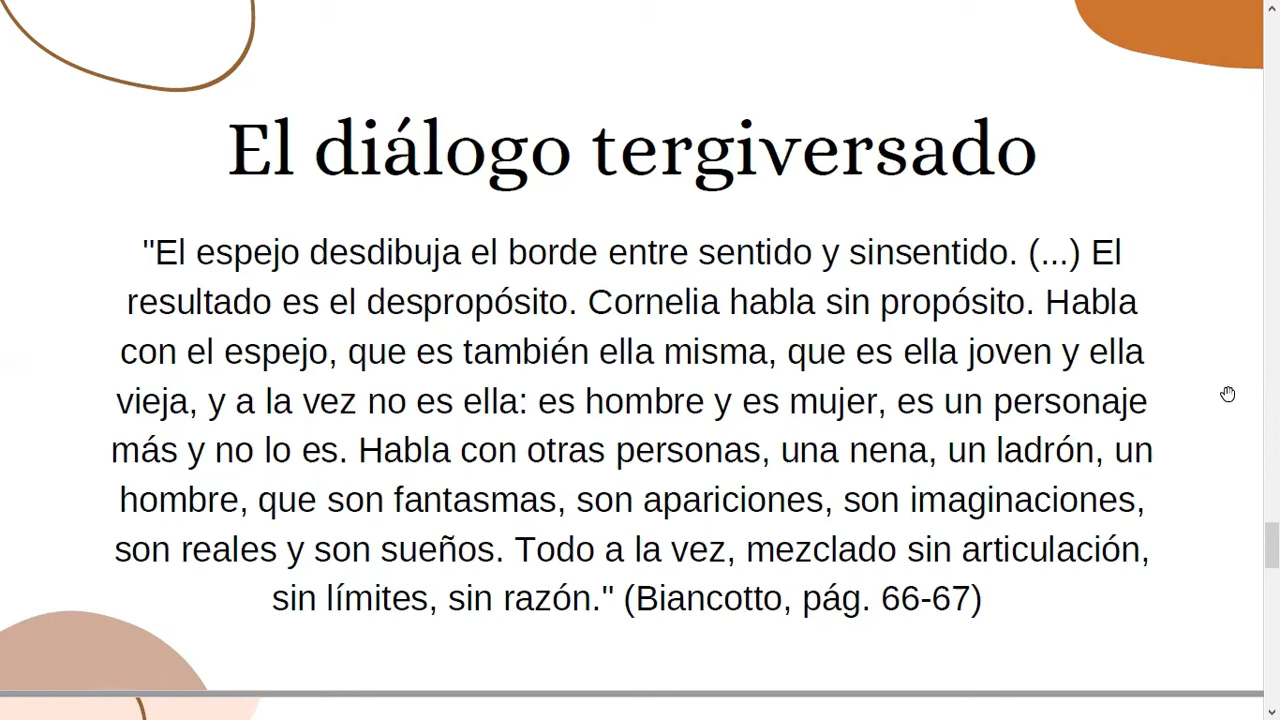 El diálogo tergiversado
"El espejo desdibuja el borde entre sentido y sinsentido. (...) El
resultado es el despropósito. Cornelia habla sin propósito. Habla
con el espejo, que es también ella misma, que es ella joven y ella
vieja, y a la vez no es ella: es hombre y es mujer, es un personaje
más y no lo es. Habla con otras personas, una nena, un ladrón, un
hombre, que son fantasmas, son apariciones, son imaginaciones,
son reales y son sueños. Todo a la vez, mezclado sin articulación,
sin límites, sin razón." (Biancotto, pág. 66-67)